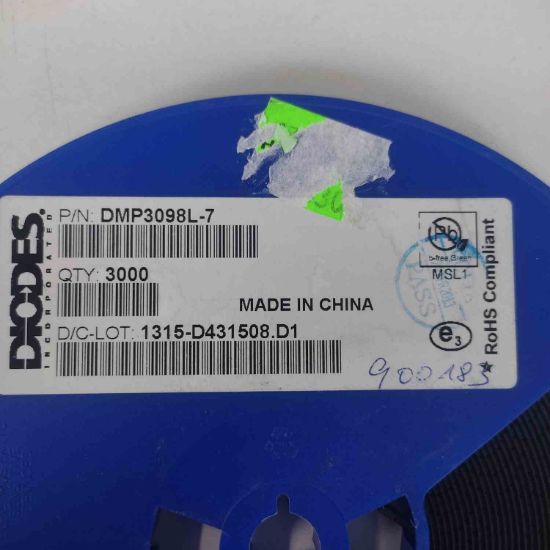 DIODES
INCORPORATED
P/N: DMP3098L-7
QTY: 3000
MADE IN CHINA
D/C-LOT: 1315-D431508.D1
Pb
b-free,Green
MSL1
PASS
e3
RoHS Compliant
900183